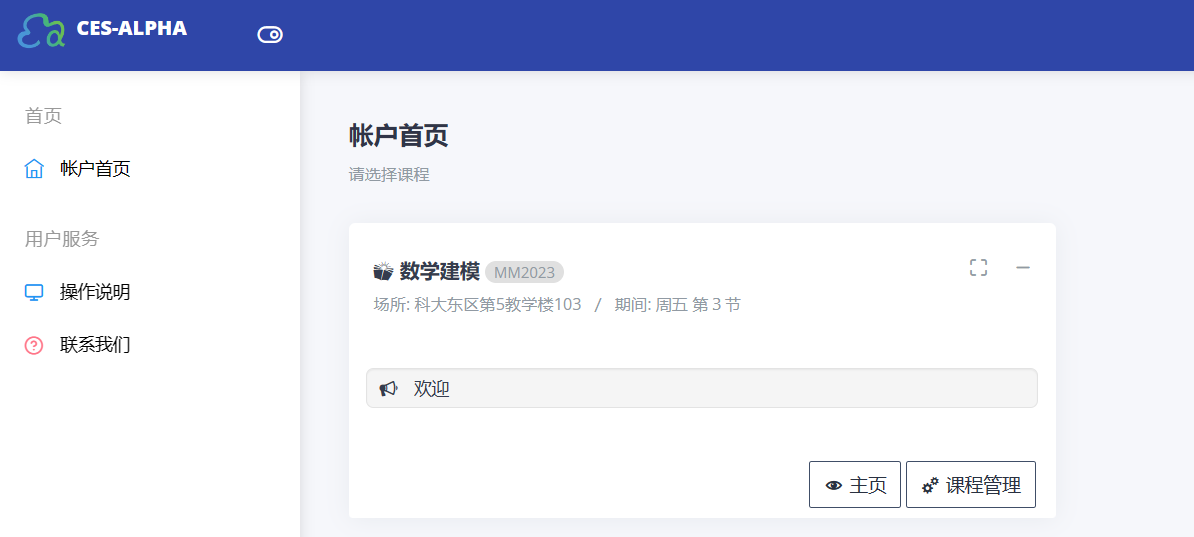 CES-ALPHA
首页
帐户首页
用户服务
操作说明
联系我们
帐户首页
请选择课程
数学建模 MM2023
场所: 科大东区第5教学楼103 / 期间: 周五 第 3 节
欢迎
主页 课程管理